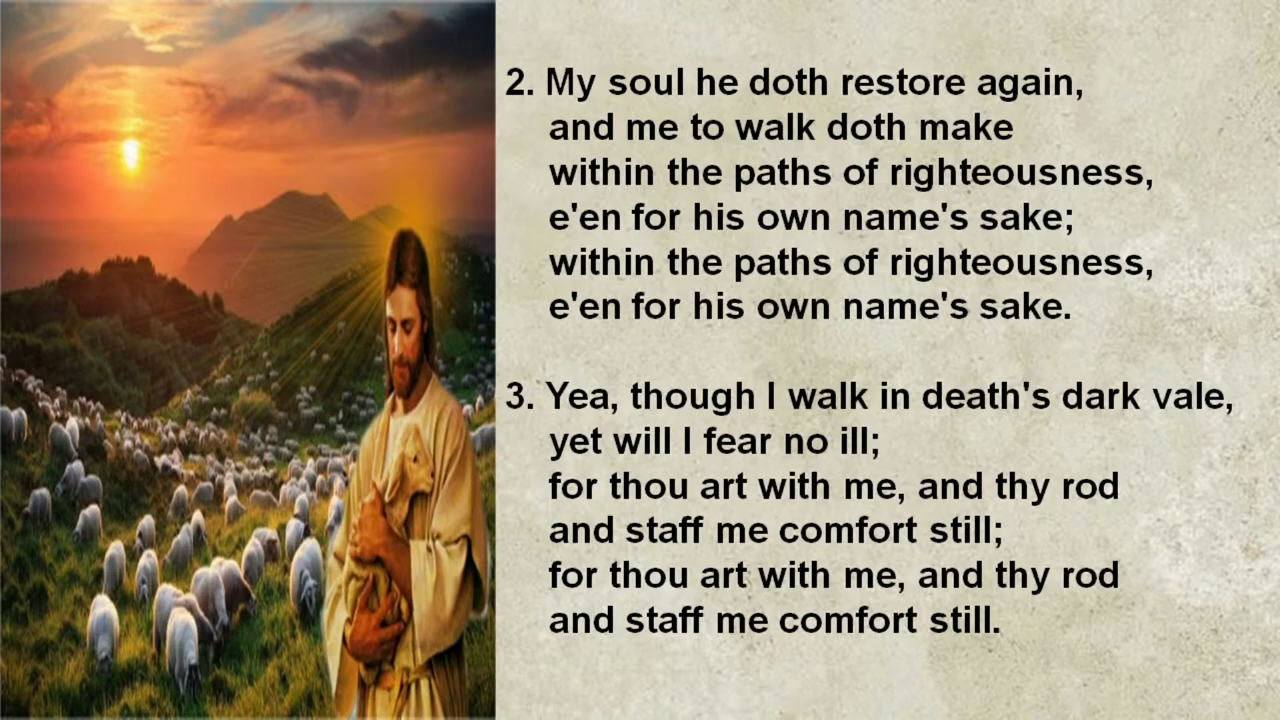 2. My soul he doth restore again,
and me to walk doth make
within the paths of righteousness,
e'en for his own name's sake;
within the paths of righteousness,
e'en for his own name's sake.
3. Yea, though I walk in death's dark vale,
yet will I fear no ill;
for thou art with me, and thy rod
and staff me comfort still;
for thou art with me, and thy rod
and staff me comfort still.